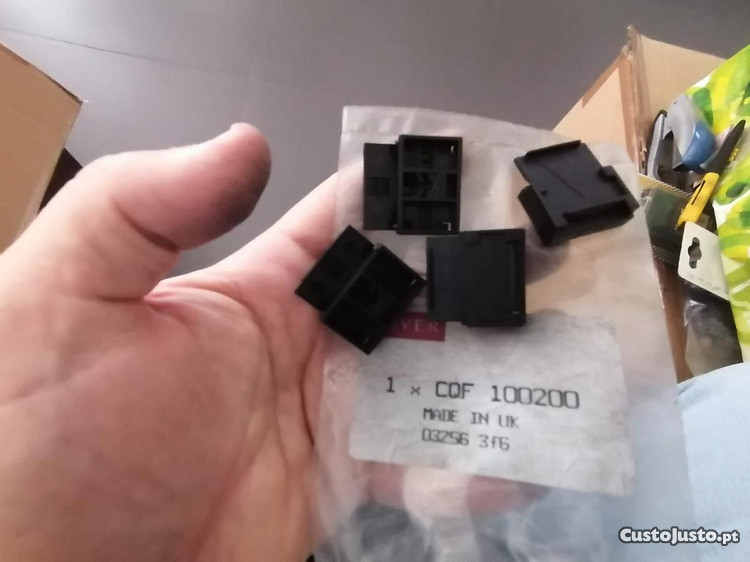 1 x CQF 100200
MADE IN UK
03256 3f6
CustoJusto.pt